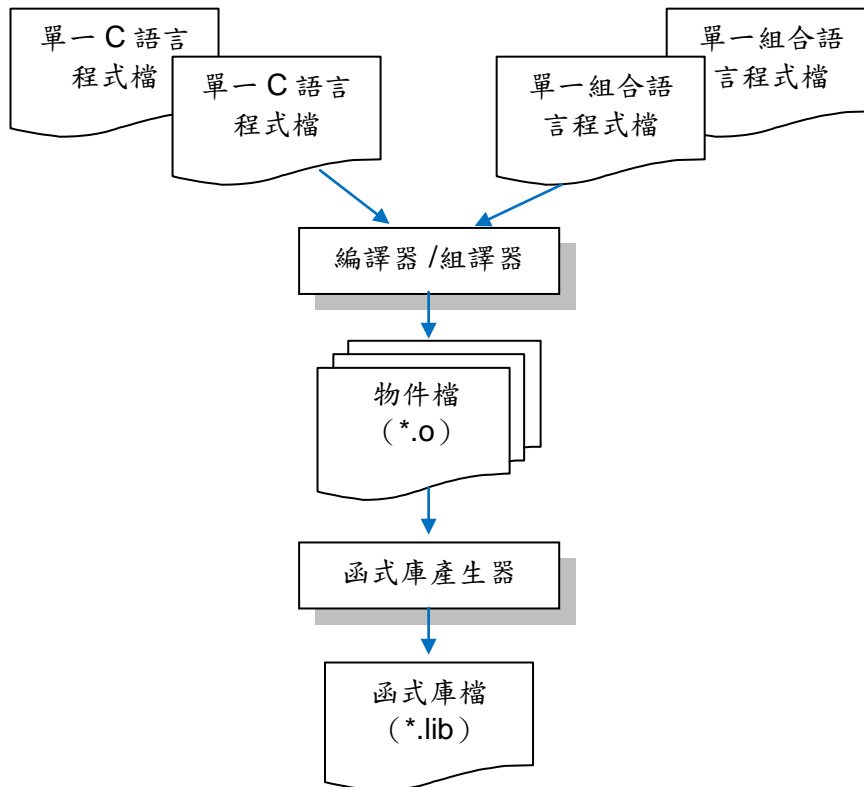 單一 C 語言
程式檔
單一 C 語言
程式檔
單一組合語
言程式檔
單一組合語
言程式檔
編譯器 /組譯器
物件檔
（*.o）
函式庫產生器
函式庫檔
（*.lib）